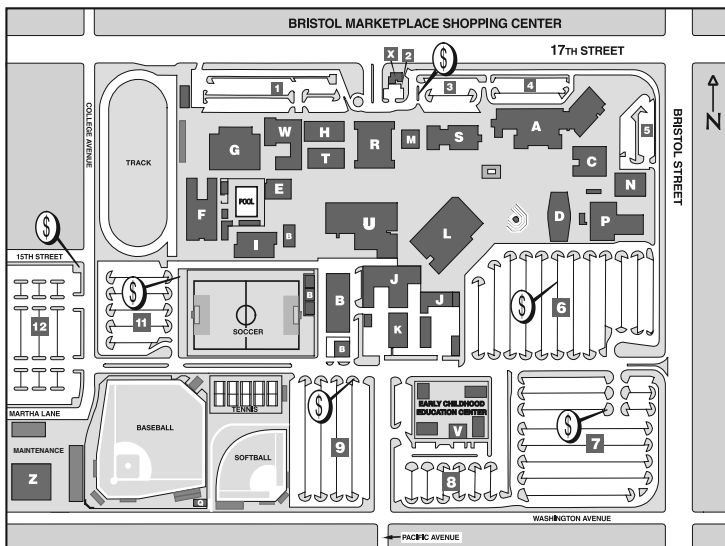 BRISTOL MARKETPLACE SHOPPING CENTER
17TH STREET
X
2
$
1
3
4
5
N
COLLEGE AVENUE
BRISTOL STREET
TRACK
W
H
G
T
R
M
S
A
C
E
N
F
POOL
U
L
D
P
I
B
$
15TH STREET
$
11
12
B
SOCCER
B
J
J
K
B
$
6
MARTHA LANE
TENNIS
BASEBALL
SOFTBALL
$
9
EARLY CHILDHOOD
EDUCATION CENTER
V
8
$
7
MAINTENANCE
Z
Q
WASHINGTON AVENUE
PACIFIC AVENUE